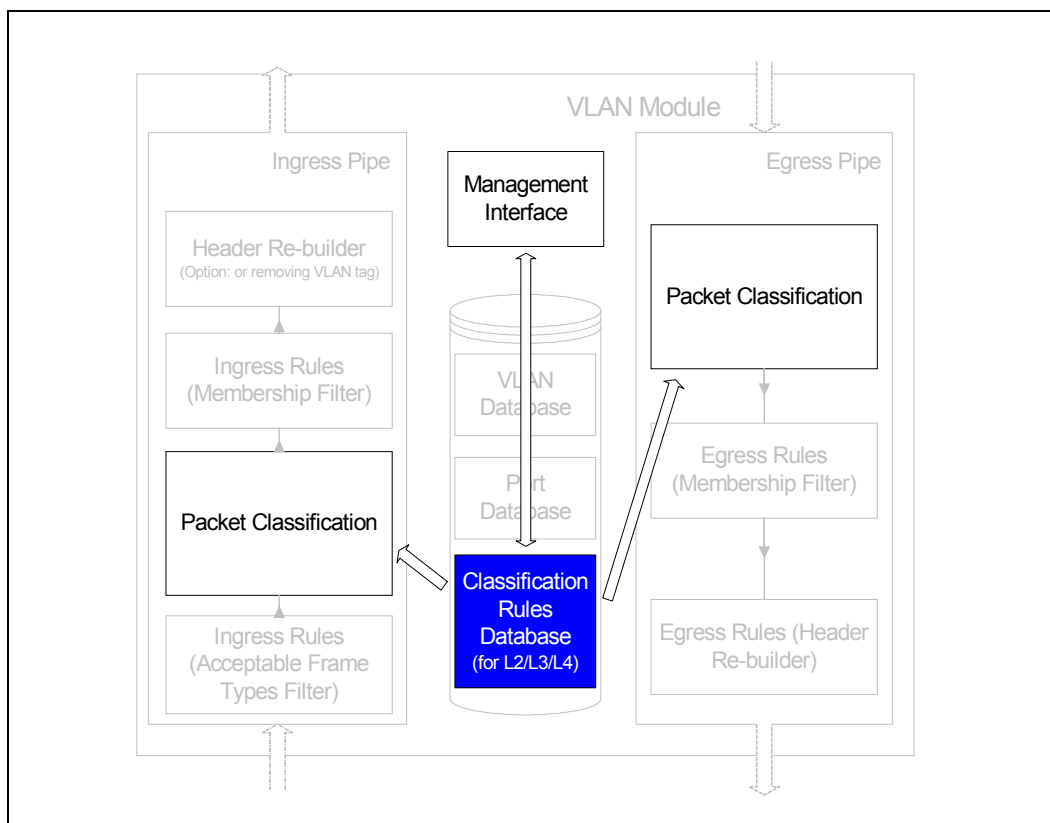 VLAN Module
Ingress Pipe
Header Re-builder
(Option: or removing VLAN tag)
Ingress Rules
(Membership Filter)
Packet Classification
Ingress Rules
(Acceptable Frame
Types Filter)
Management
Interface
VLAN
Database
Port
Database
Classification
Rules
Database
(for L2/L3/L4)
Egress Pipe
Packet Classification
Egress Rules
(Membership Filter)
Egress Rules (Header
Re-builder)